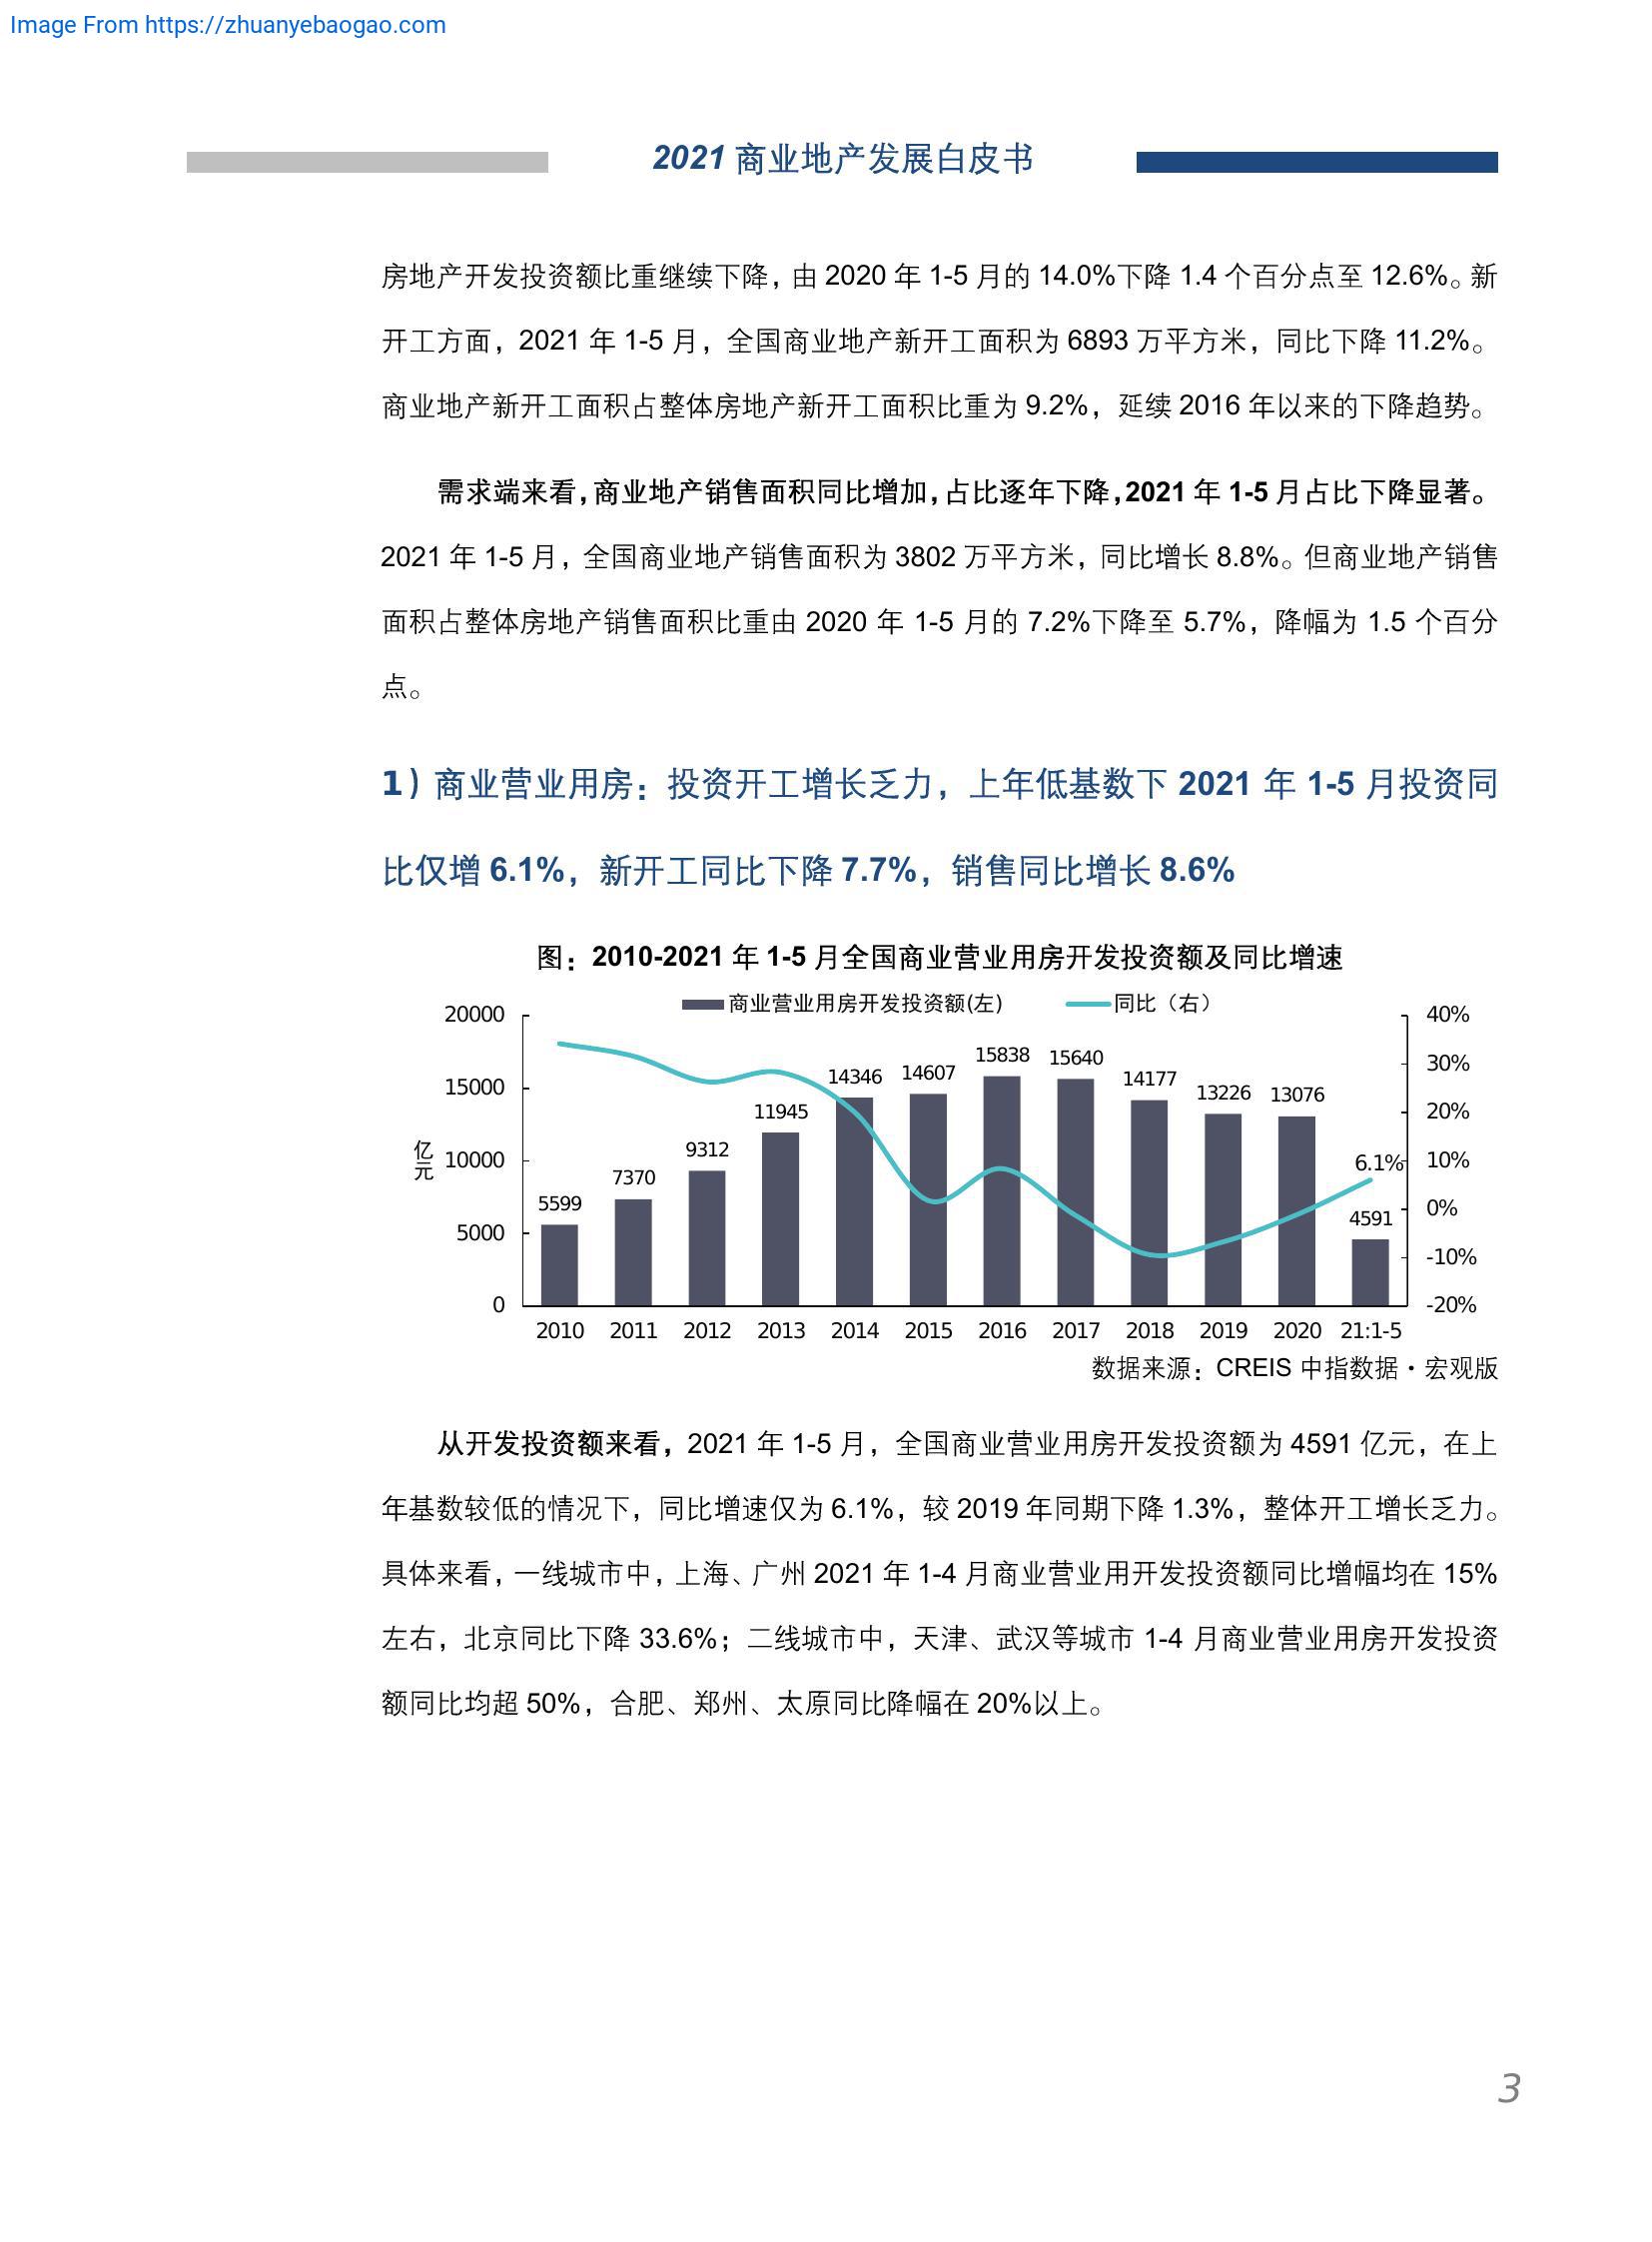 Image From https://zhuanyebaogao.com
2021 商业地产发展白皮书
房地产开发投资额比重继续下降，由 2020 年 1-5 月的 14.0%下降 1.4 个百分点至 12.6%。新
开工方面，2021 年 1-5 月，全国商业地产新开工面积为 6893 万平方米，同比下降 11.2%。
商业地产新开工面积占整体房地产新开工面积比重为 9.2%，延续 2016 年以来的下降趋势。
需求端来看，商业地产销售面积同比增加，占比逐年下降，2021 年 1-5 月占比下降显著。
2021 年 1-5 月，全国商业地产销售面积为 3802 万平方米，同比增长 8.8%。但商业地产销售
面积占整体房地产销售面积比重由 2020 年 1-5 月的 7.2%下降至 5.7%，降幅为 1.5 个百分
点。
1）商业营业用房：投资开工增长乏力，上年低基数下 2021 年 1-5 月投资同
比仅增 6.1%，新开工同比下降 7.7%，销售同比增长 8.6%
图：2010-2021 年 1-5 月全国商业营业用房开发投资额及同比增速
商业营业用房开发投资额(左) 同比（右）
20000 15000 10000 5000 0
亿元
40% 30% 20% 10% 0% -10% -20%
5599 7370 9312 11945 14346 14607 15838 15640 14177 13226 13076 4591
6.1%
2010 2011 2012 2013 2014 2015 2016 2017 2018 2019 2020 21:1-5
数据来源：CREIS 中指数据·宏观版
从开发投资额来看，2021 年 1-5 月，全国商业营业用房开发投资额为 4591 亿元，在上
年基数较低的情况下，同比增速仅为 6.1%，较 2019 年同期下降 1.3%，整体开工增长乏力。
具体来看，一线城市中，上海、广州 2021 年 1-4 月商业营业用开发投资额同比增幅均在 15%
左右，北京同比下降 33.6%；二线城市中，天津、武汉等城市 1-4 月商业营业用房开发投资
额同比均超 50%，合肥、郑州、太原同比降幅在 20%以上。
3